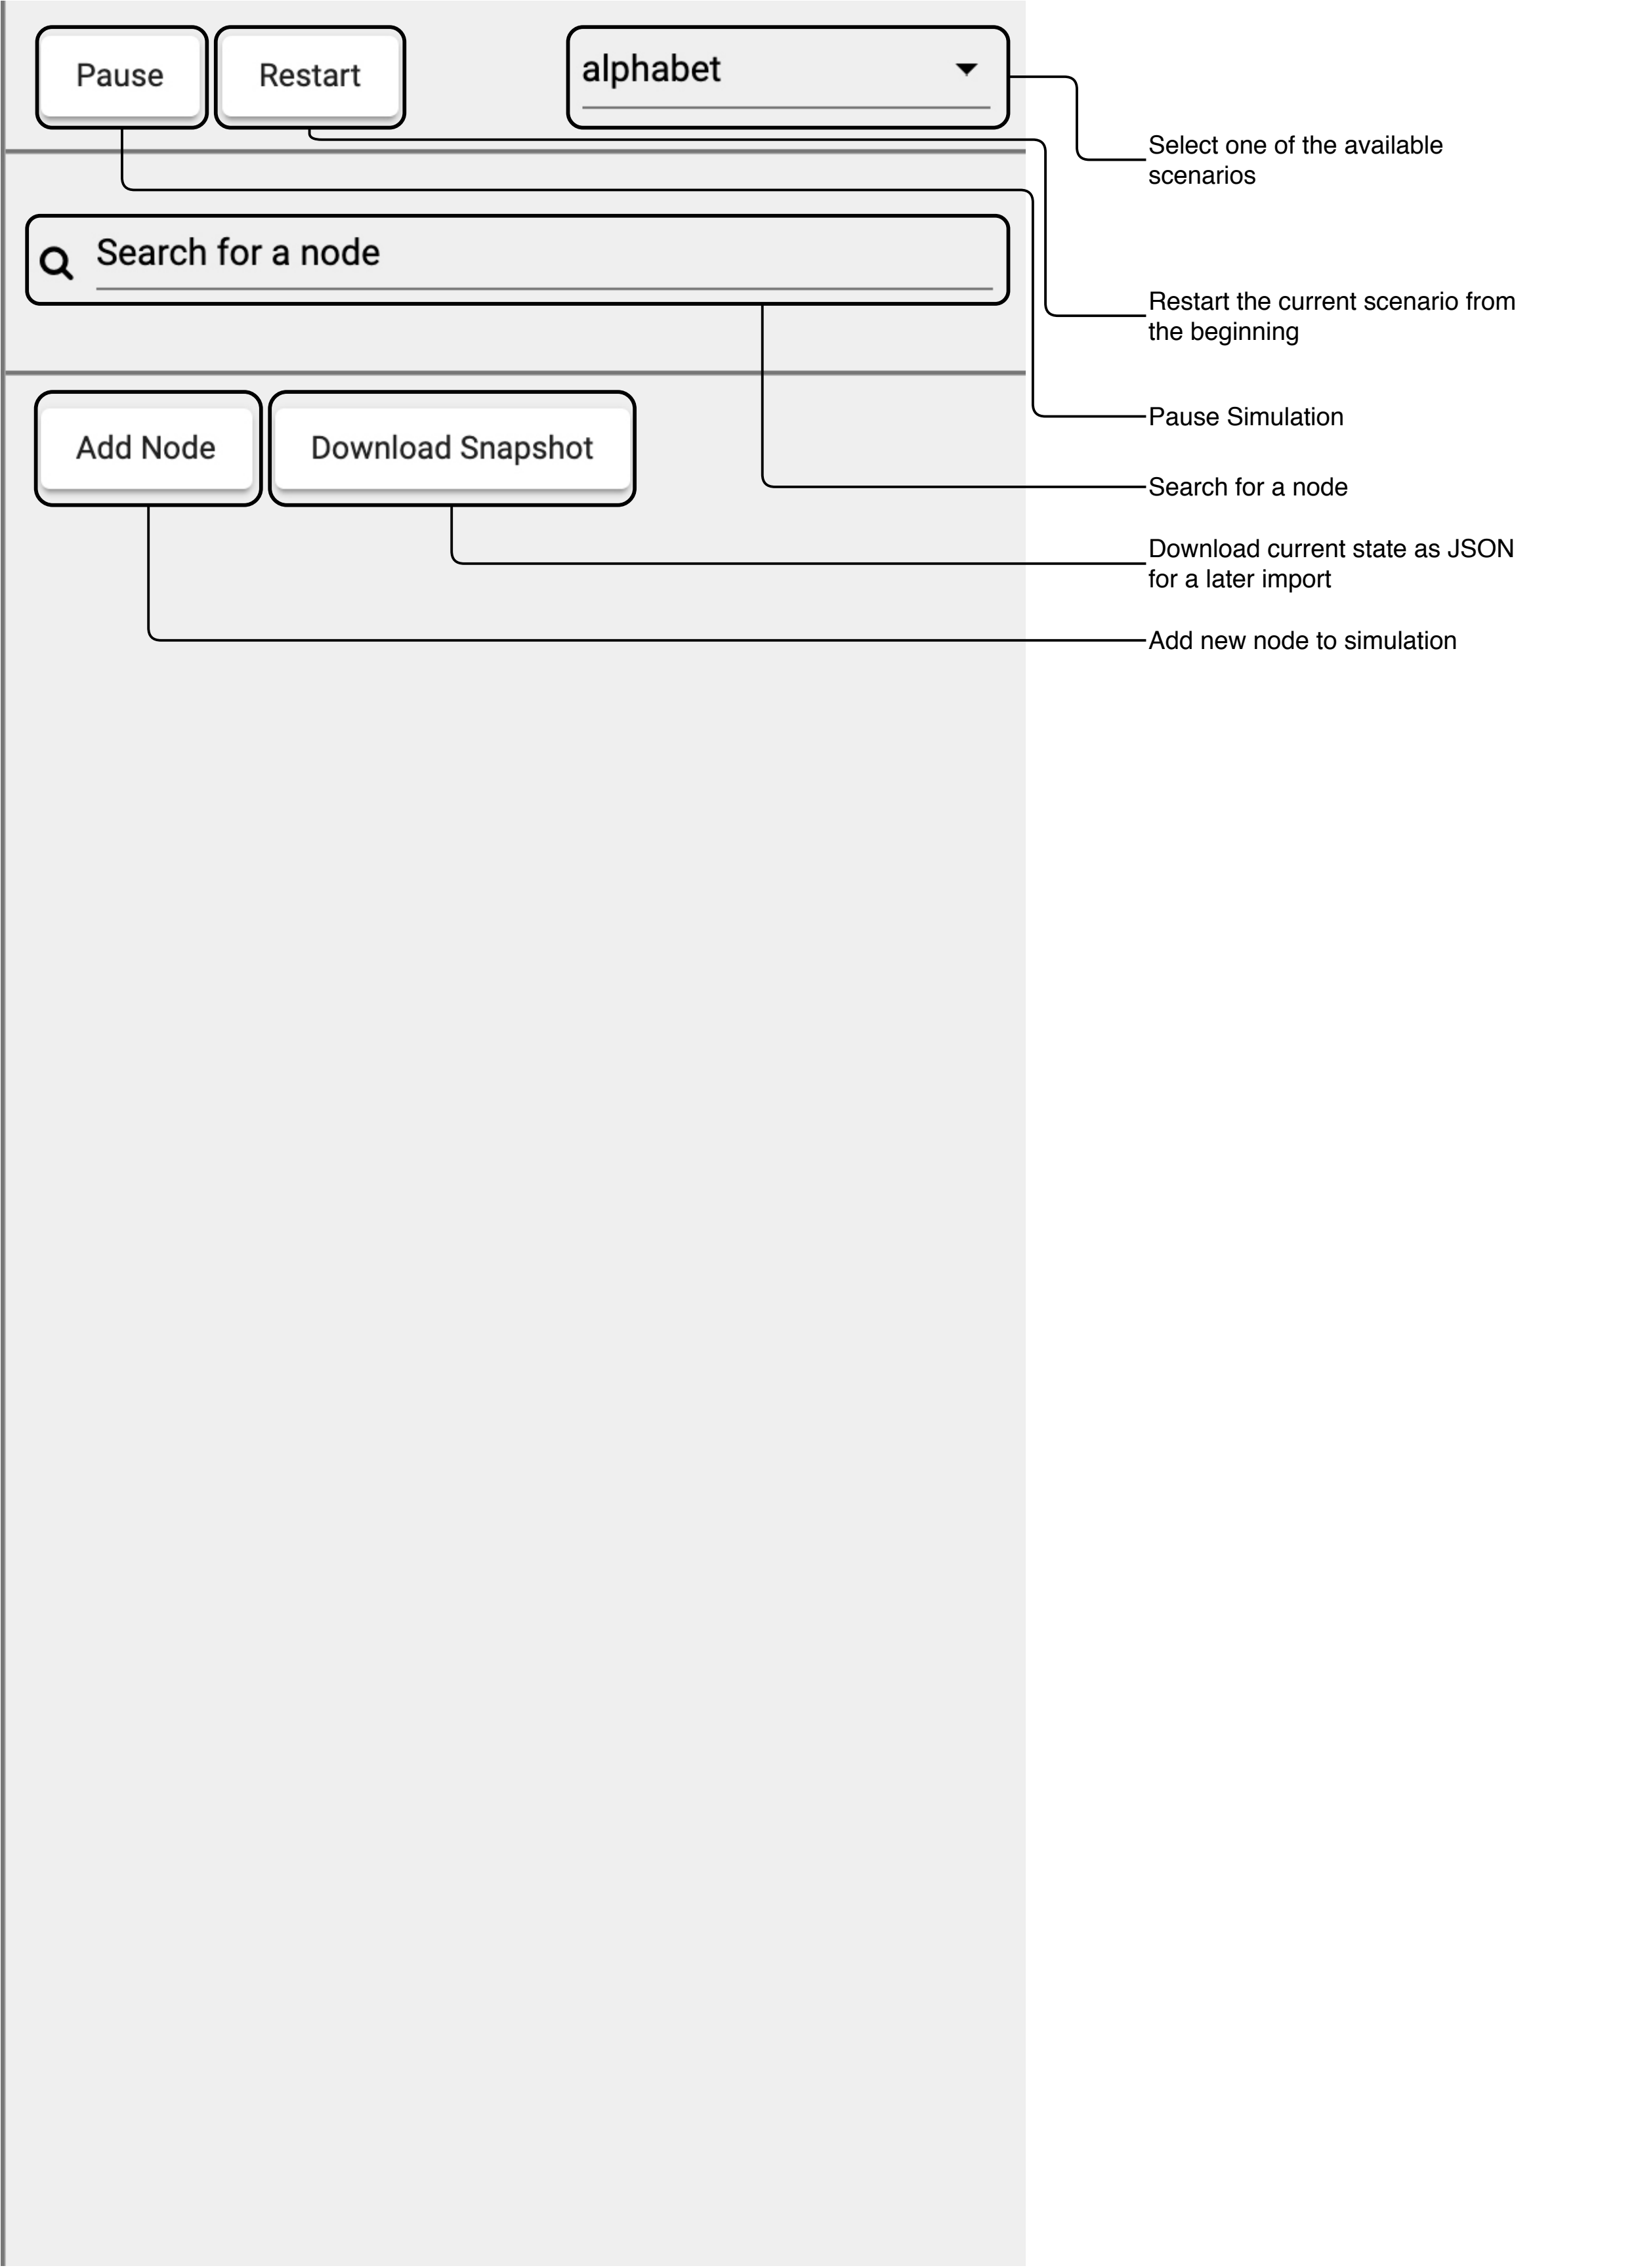 Pause
Restart
alphabet
Select one of the available
scenarios
Search for a node
Restart the current scenario from
the beginning
Pause Simulation
Add Node
Download Snapshot
Search for a node
Download current state as JSON
for a later import
Add new node to simulation